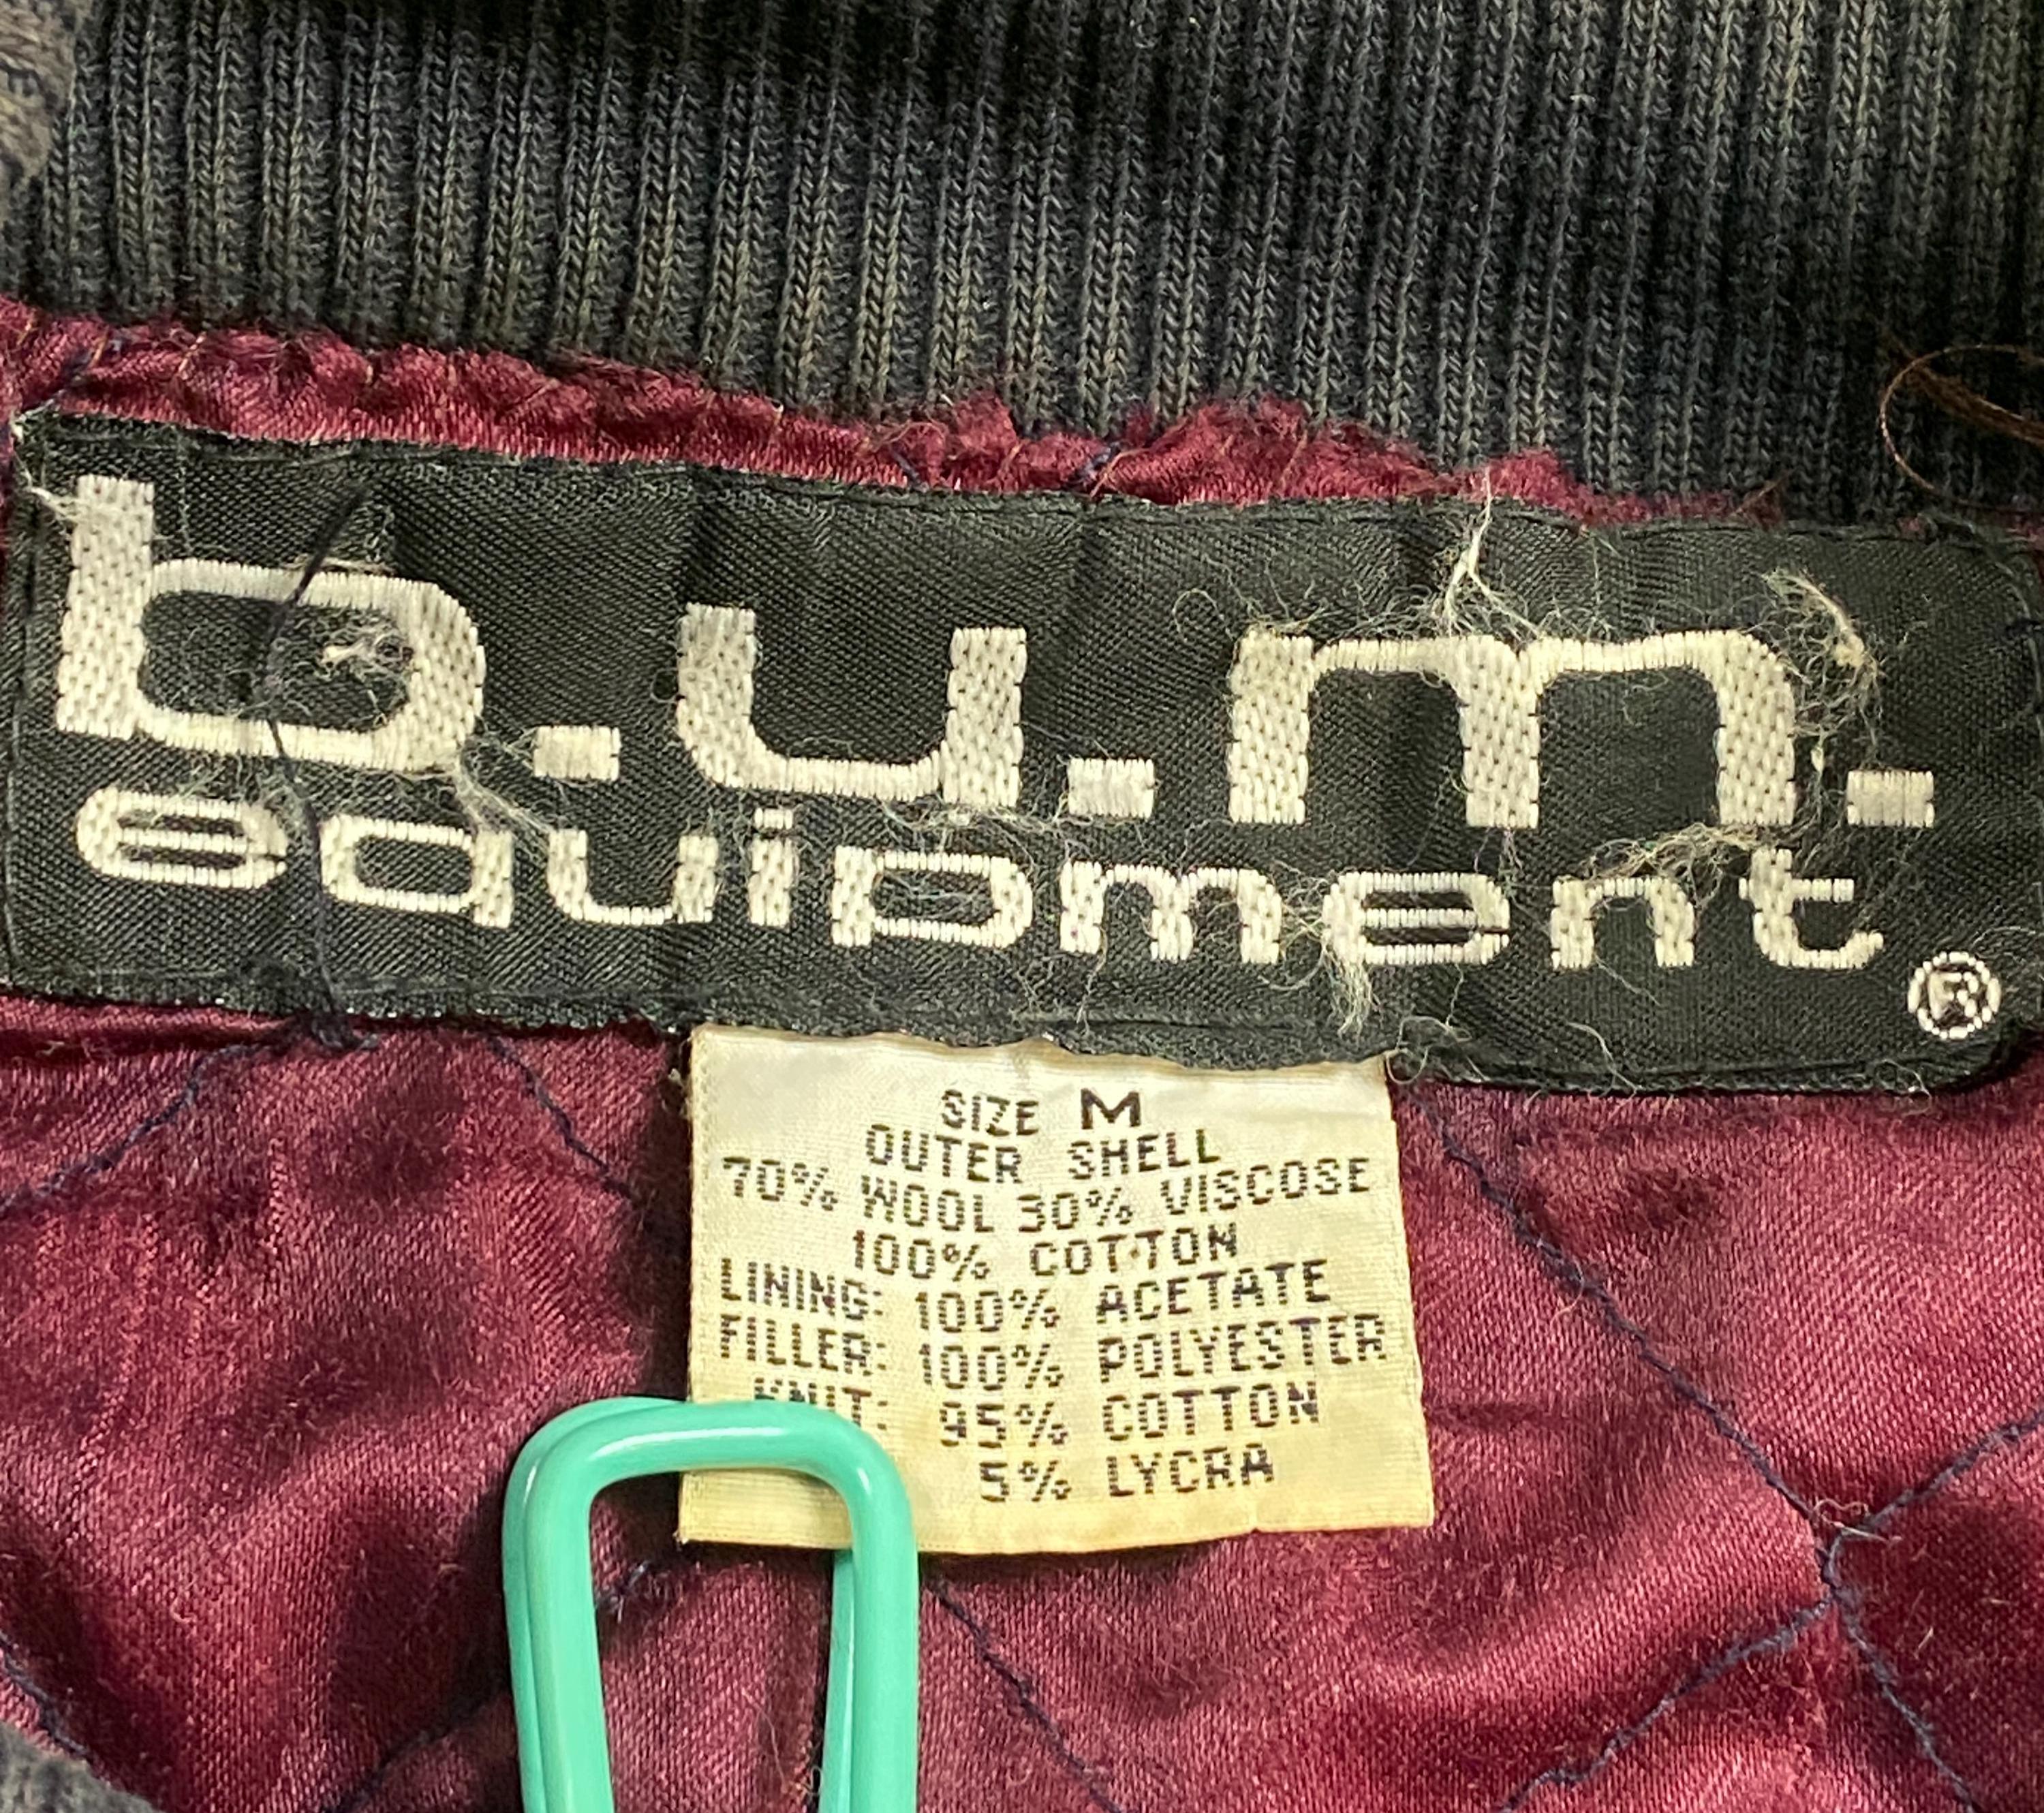 b.u.m.
equipment
®
SIZE M
OUTER SHELL
70% WOOL 30% VISCOSE
100% COTTON
LINING: 100% ACETATE
FILLER: 100% POLYESTER
KNIT: 95% COTTON
5% LYCRA